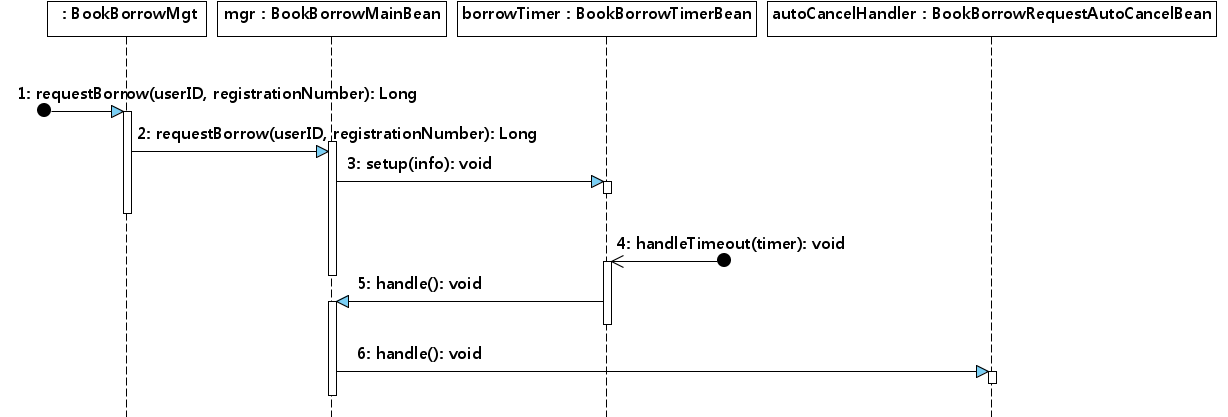 : BookBorrowMgt
mgr : BookBorrowMainBean
borrowTimer : BookBorrowTimerBean
autoCancelHandler : BookBorrowRequestAutoCancelBean
1: requestBorrow(userID, registrationNumber): Long
2: requestBorrow(userID, registrationNumber): Long
3: setup(info): void
4: handleTimeout(timer): void
5: handle(): void
6: handle(): void